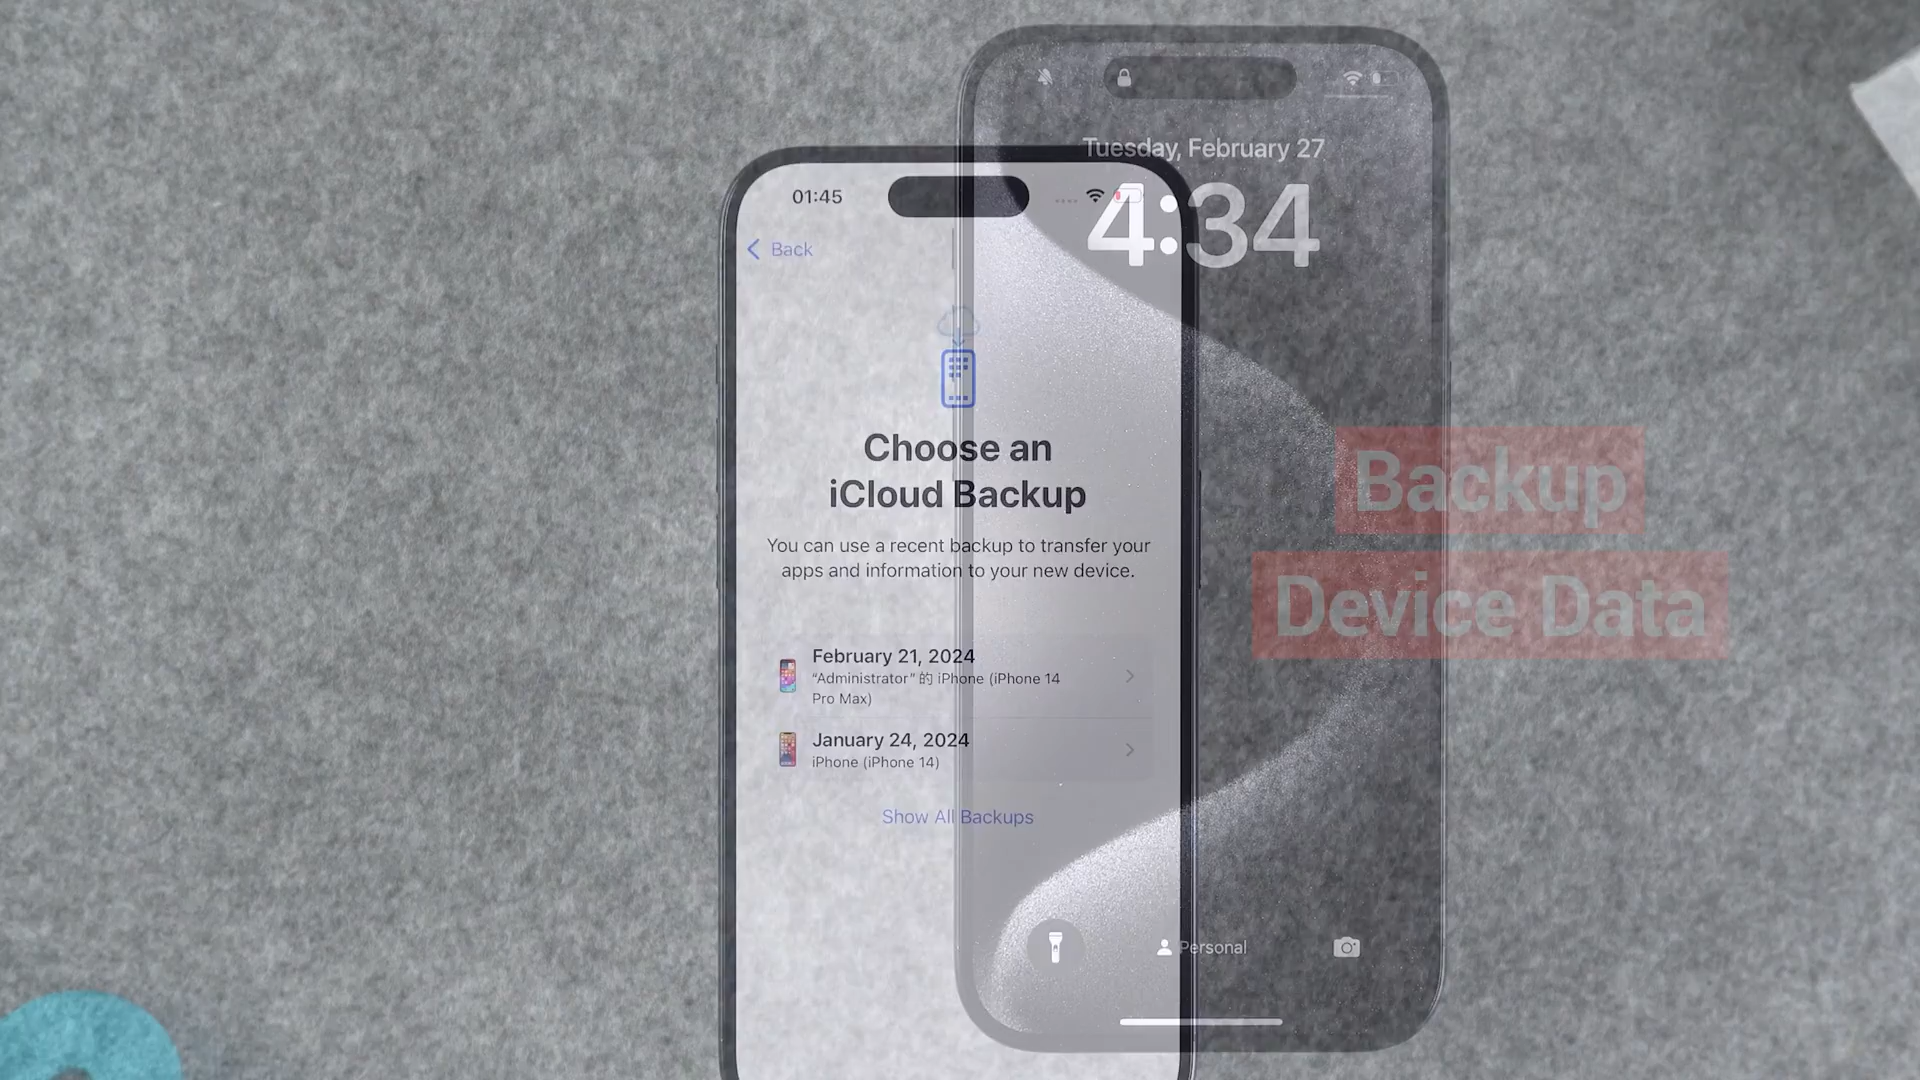 Tuesday, February 27
4:34
01:45
Back
Choose an
iCloud Backup
You can use a recent backup to transfer your
apps and information to your new device.
February 21, 2024
“Administrator” 的 iPhone (iPhone 14
Pro Max)
January 24, 2024
iPhone (iPhone 14)
Show All Backups
Personal
Backup
Device Data